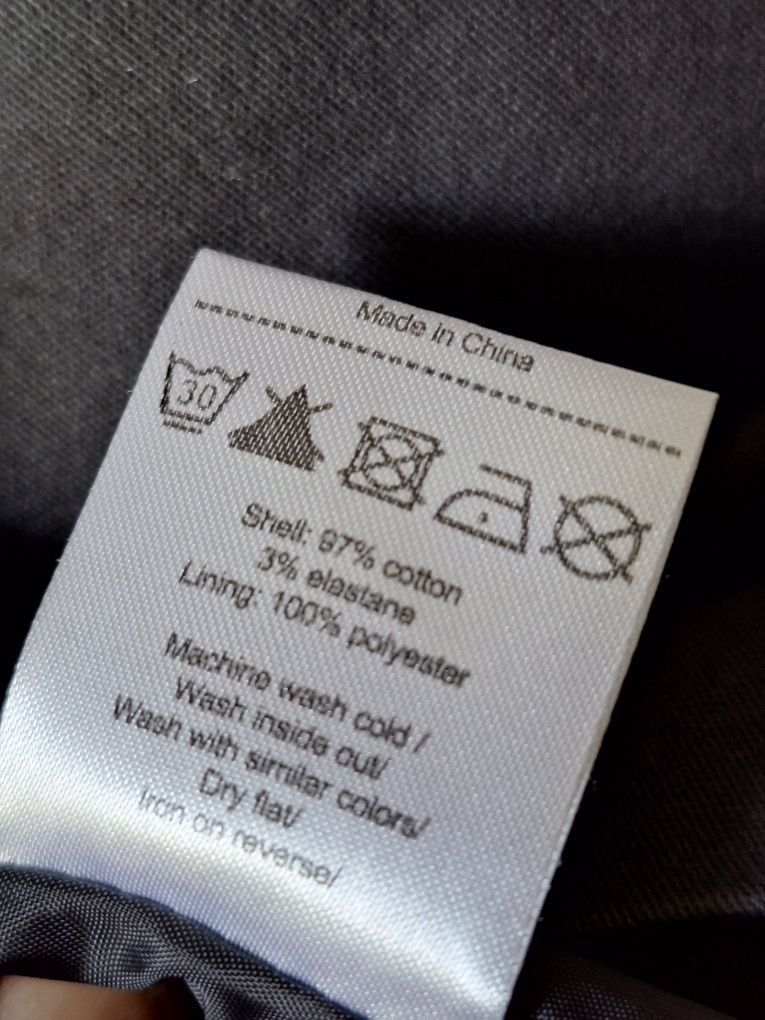 Made in China
30
Shell: 97% cotton
3% elastane
Lining: 100% polyester
Machine wash cold /
Wash inside out/
Wash with similar colors/
Dry flat/
Iron on reverse/